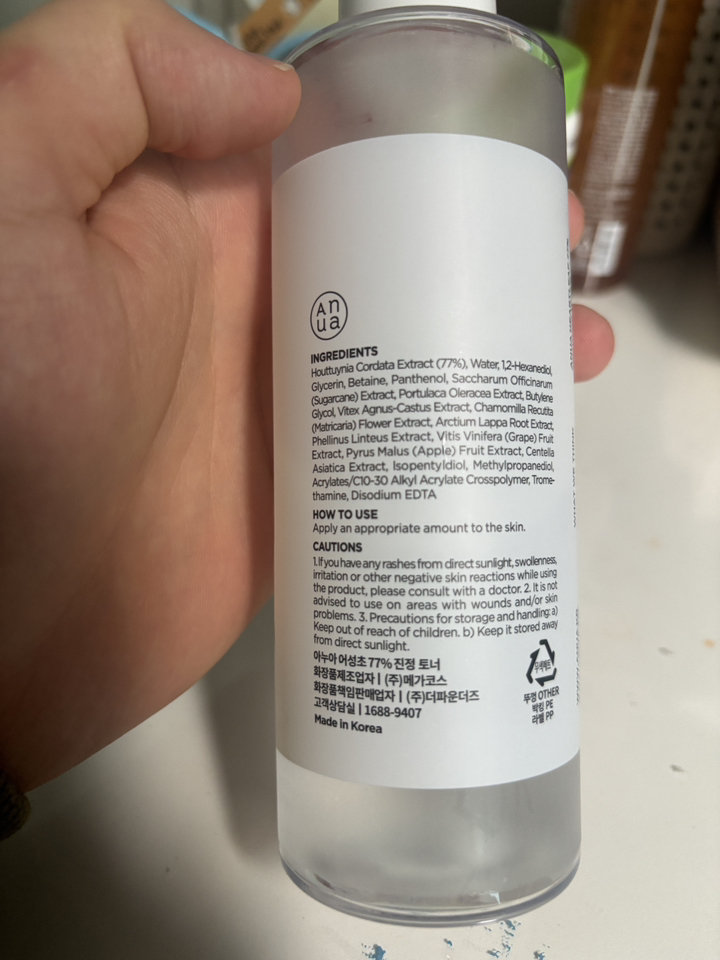 An
ua
INGREDIENTS
Houttuynia Cordata Extract (77%), Water, 1,2-Hexanediol,
Glycerin, Betaine, Panthenol, Saccharum Officinarum
(Sugarcane) Extract, Portulaca Oleracea Extract, Butylene
Glycol, Vitex Agnus-Castus Extract, Chamomilla Recutita
(Matricaria) Flower Extract, Arctium Lappa Root Extract,
Phellinus Linteus Extract, Vitis Vinifera (Grape) Fruit
Extract, Pyrus Malus (Apple) Fruit Extract, Centella
Asiatica Extract, Isopentyldiol, Methylpropanediol,
Acrylates/C10-30 Alkyl Acrylate Crosspolymer, Trome-
thamine, Disodium EDTA
HOW TO USE
Apply an appropriate amount to the skin.
CAUTIONS
1. If you have any rashes from direct sunlight, swollenness,
irritation or other negative skin reactions while using
the product, please consult with a doctor. 2. It is not
advised to use on areas with wounds and/or skin
problems. 3. Precautions for storage and handling: a)
Keep out of reach of children. b) Keep it stored away
from direct sunlight.
아누아 어성초 77% 진정 토너
화장품제조업자 | (주)메가코스
화장품책임판매업자 | (주)더파운더즈
고객상담실 | 1688-9407
Made in Korea
무색페트
뚜껑 OTHER
박킹 PE
라벨 PP
WHAT WE THINK